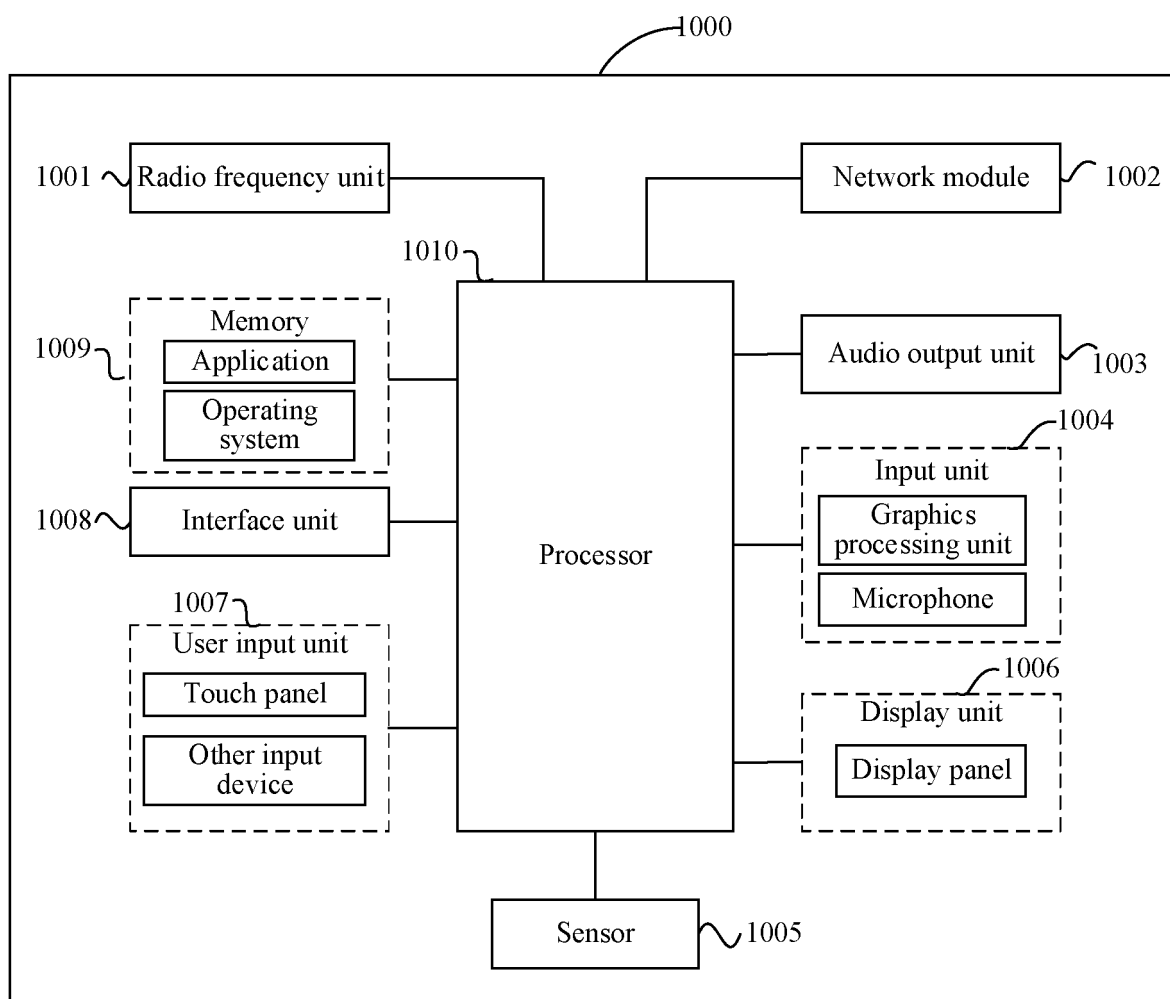 1000
1001
Radio frequency unit
Network module
1002
1010
1009
Memory
Application
Operating
system
Audio output unit
1003
1004
Input unit
Graphics
processing unit
Microphone
1008
Interface unit
Processor
1007
User input unit
Touch panel
Other input
device
1006
Display unit
Display panel
Sensor
1005